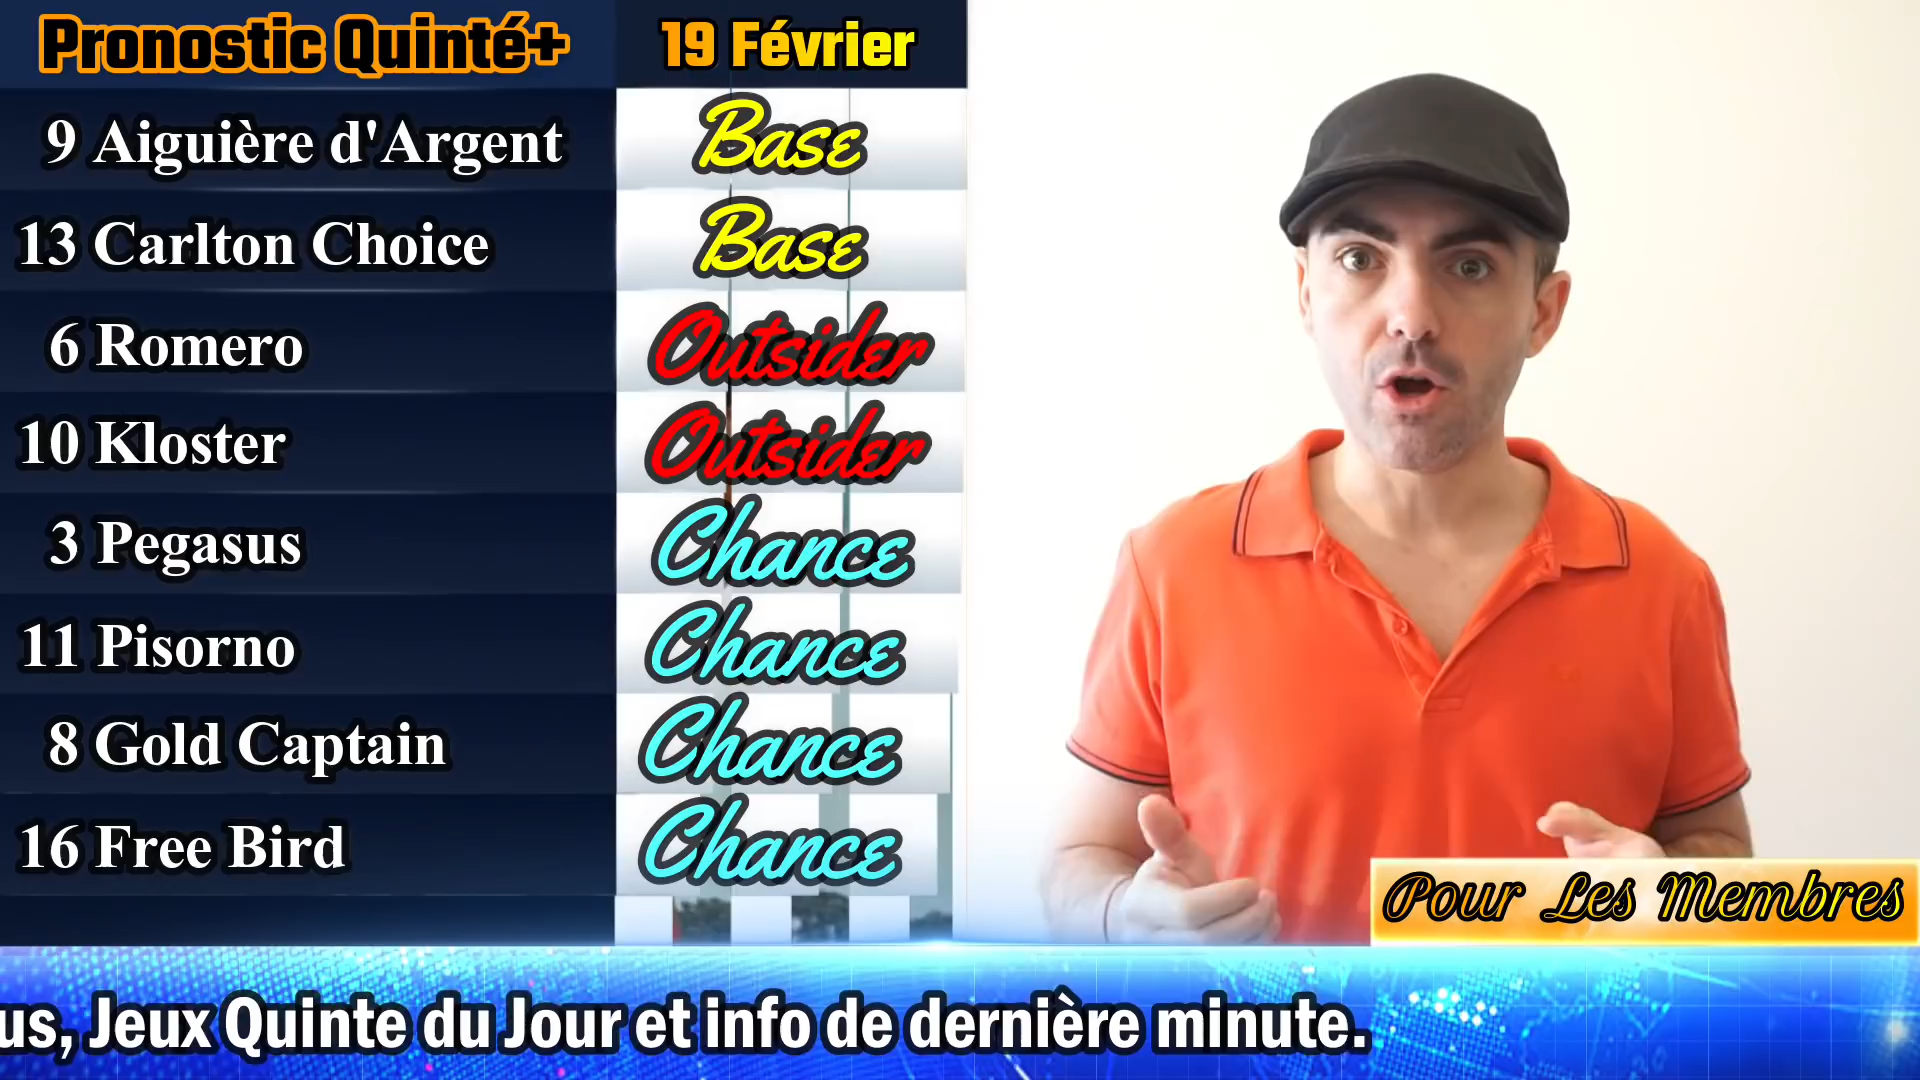 Pronostic Quinté+ 19 Février
9 Aiguière d'Argent Base
13 Carlton Choice Base
6 Romero Outsider
10 Kloster Outsider
3 Pegasus Chance
11 Pisorno Chance
8 Gold Captain Chance
16 Free Bird Chance
Pour Les Membres
us, Jeux Quinte du Jour et info de dernière minute.